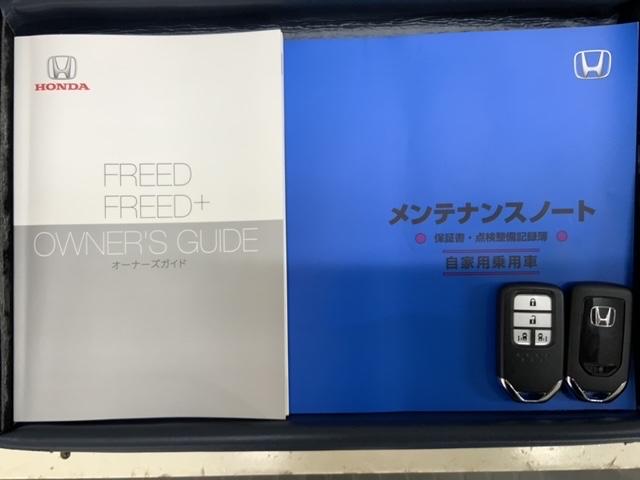 HONDA
FREED
FREED+
OWNER'S GUIDE
オーナーズガイド
メンテナンスノート
保証書・点検整備記録簿
自家用乗用車